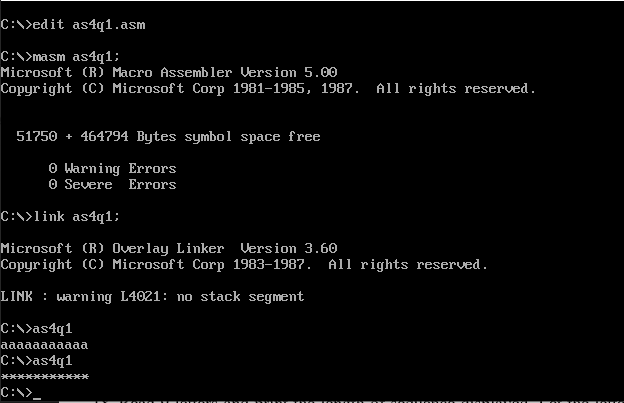 C:\>edit as4q1.asm
C:\>masm as4q1;
Microsoft (R) Macro Assembler Version 5.00
Copyright (C) Microsoft Corp 1981-1985, 1987.  All rights reserved.
51750 + 464794 Bytes symbol space free
0 Warning Errors
0 Severe  Errors
C:\>link as4q1;
Microsoft (R) Overlay Linker  Version 3.60
Copyright (C) Microsoft Corp 1983-1987.  All rights reserved.
LINK : warning L4021: no stack segment
C:\>as4q1
aaaaaaaaaaa
C:\>as4q1
***********
C:\>_